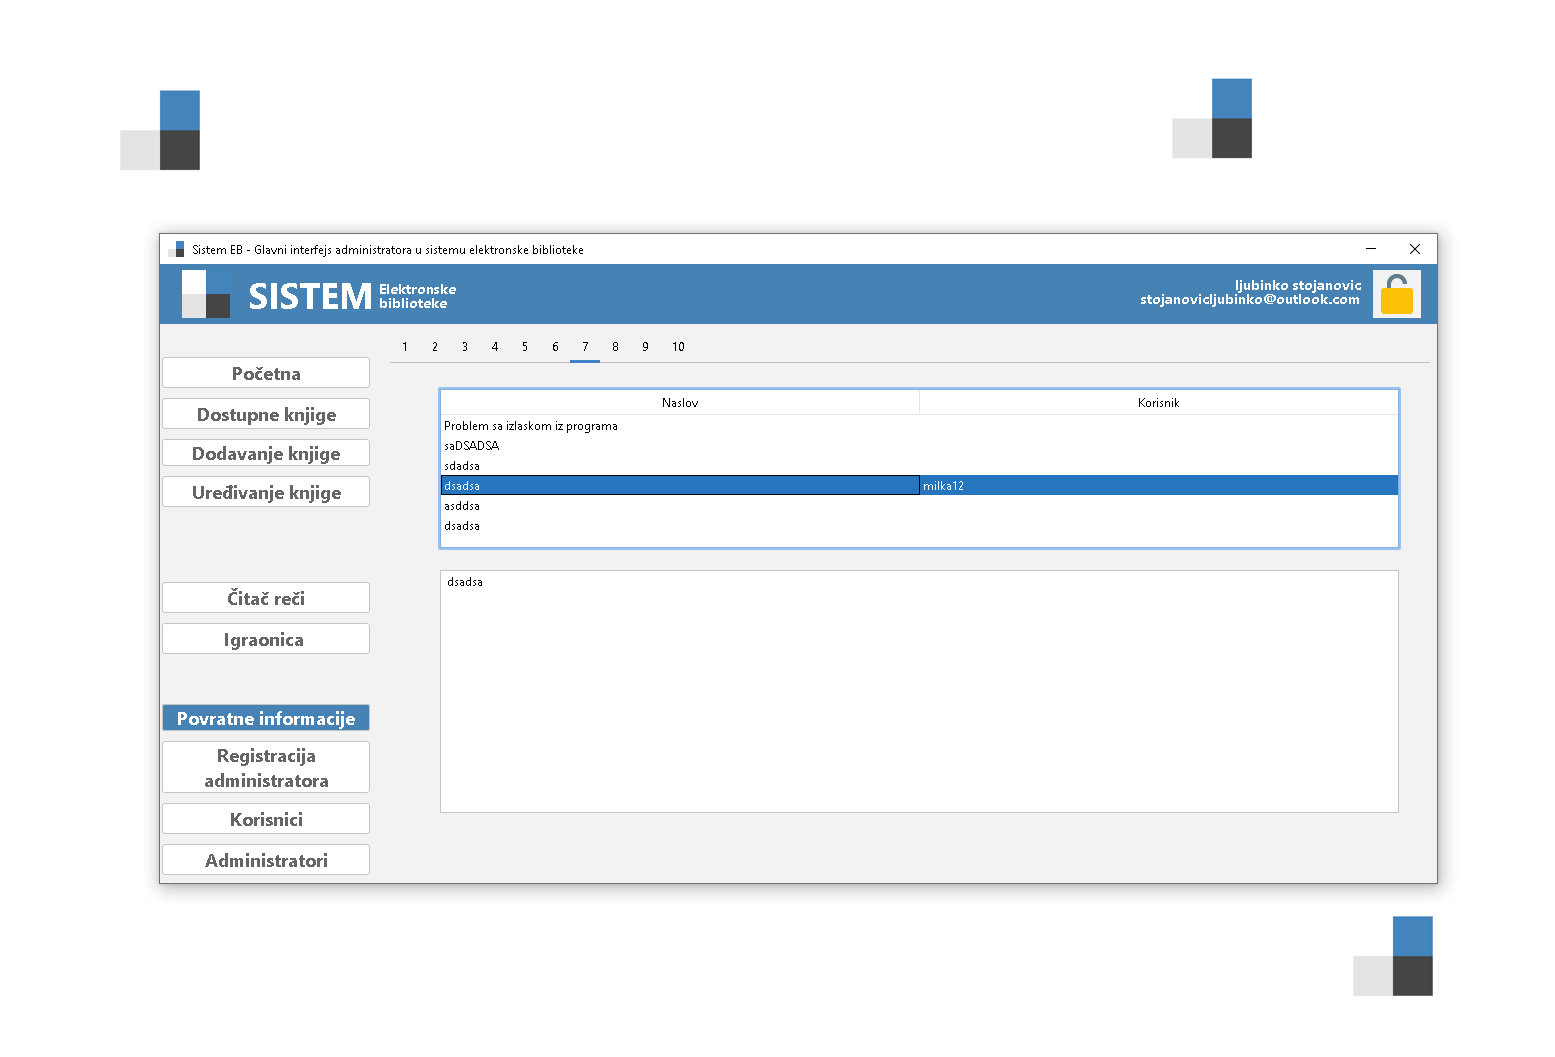 Sistem EB - Glavni interfejs administratora u sistemu elektronske biblioteke
SISTEM Elektronske
biblioteke
ljubinko stojanovic
stojanovicljubinko@outlook.com
Početna
Dostupne knjige
Dodavanje knjige
Uređivanje knjige
Čitač reči
Igraonica
Povratne informacije
Registracija
administratora
Korisnici
Administratori
1 2 3 4 5 6 7 8 9 10
Naslov Korisnik
Problem sa izlaskom iz programa
saDSADSA
sdadsa
dsadsa milka12
asddsa
dsadsa
dsadsa